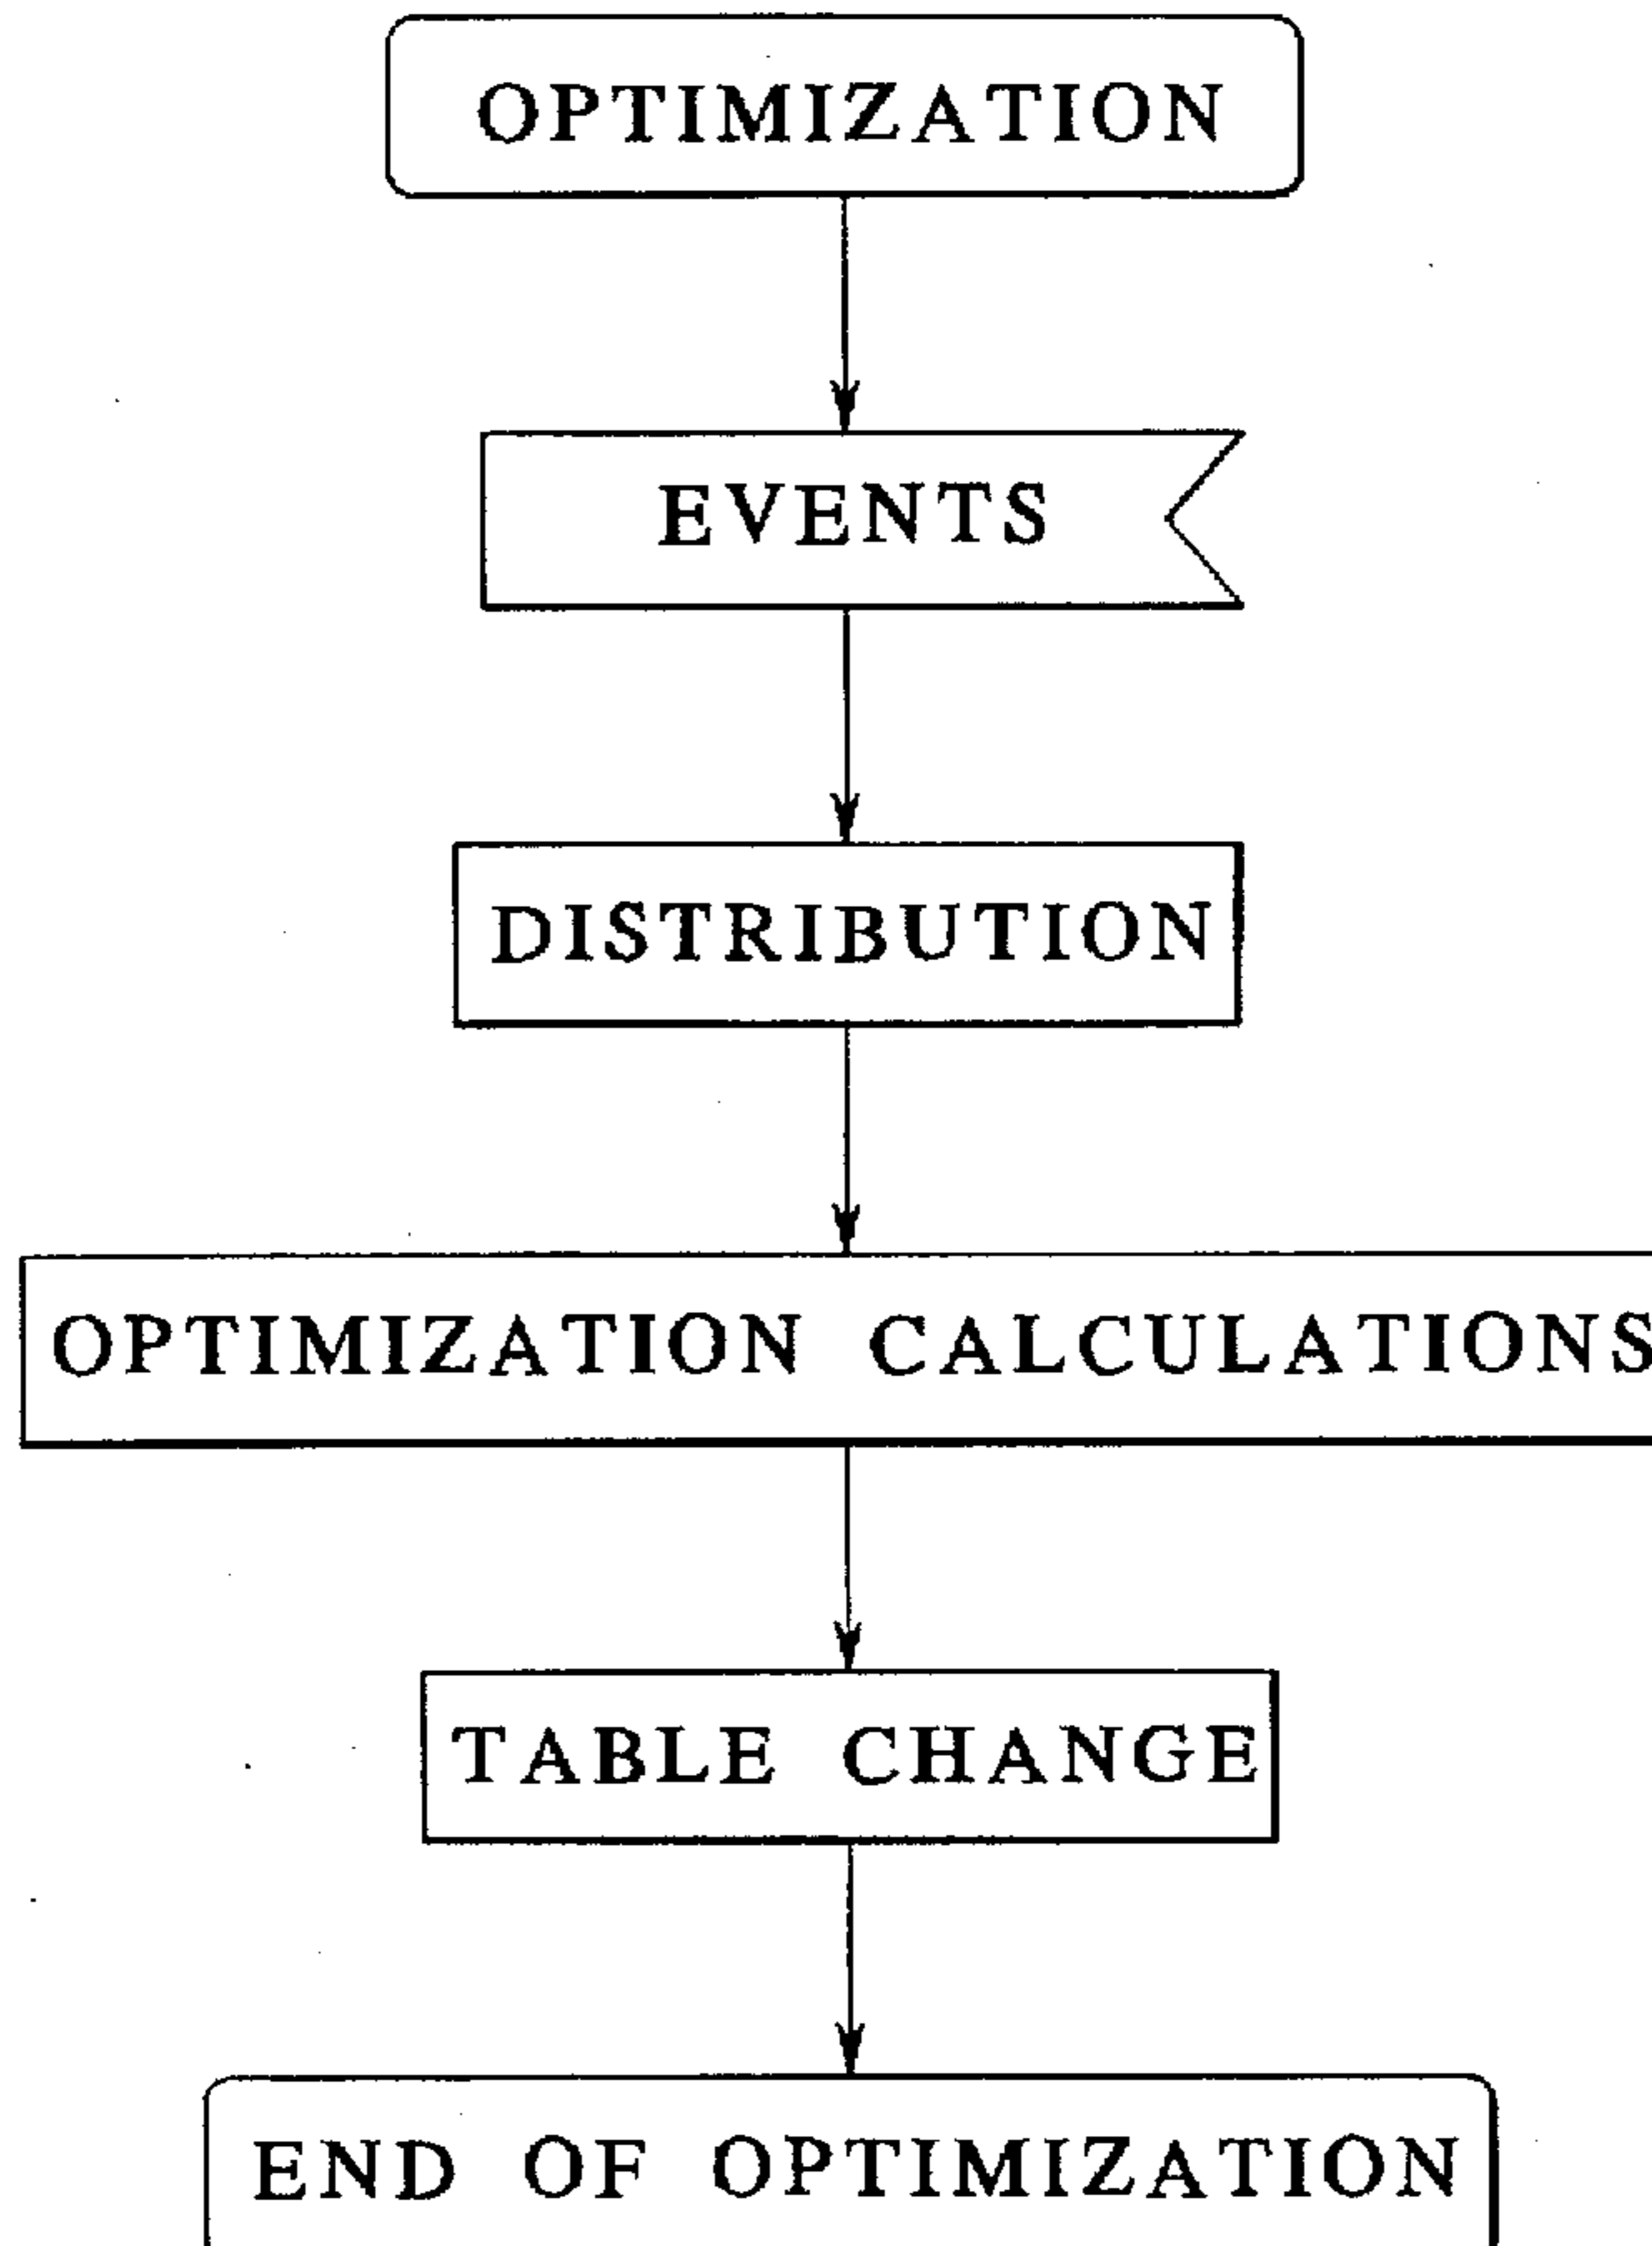 OPTIMIZATION
EVENTS
DISTRIBUTION
OPTIMIZATION CALCULATIONS
TABLE CHANGE
END OF OPTIMIZATION